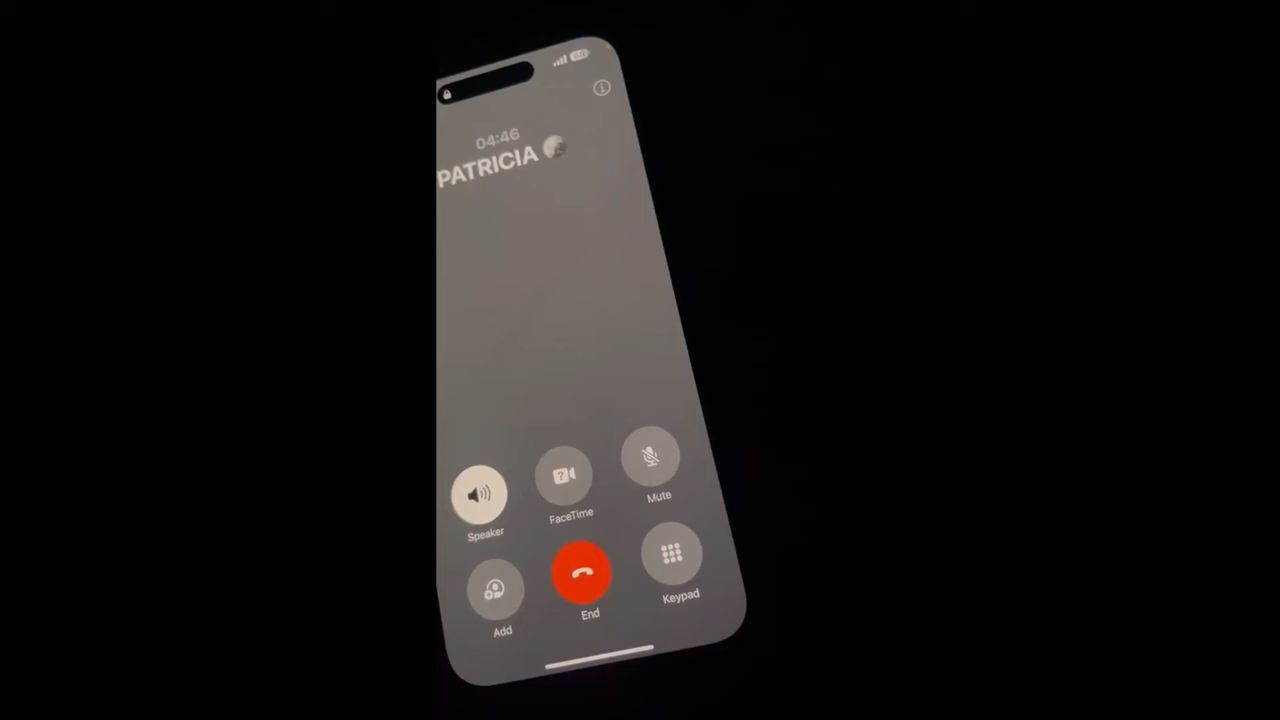 04:46
PATRICIA
Speaker
FaceTime
Mute
Add
End
Keypad